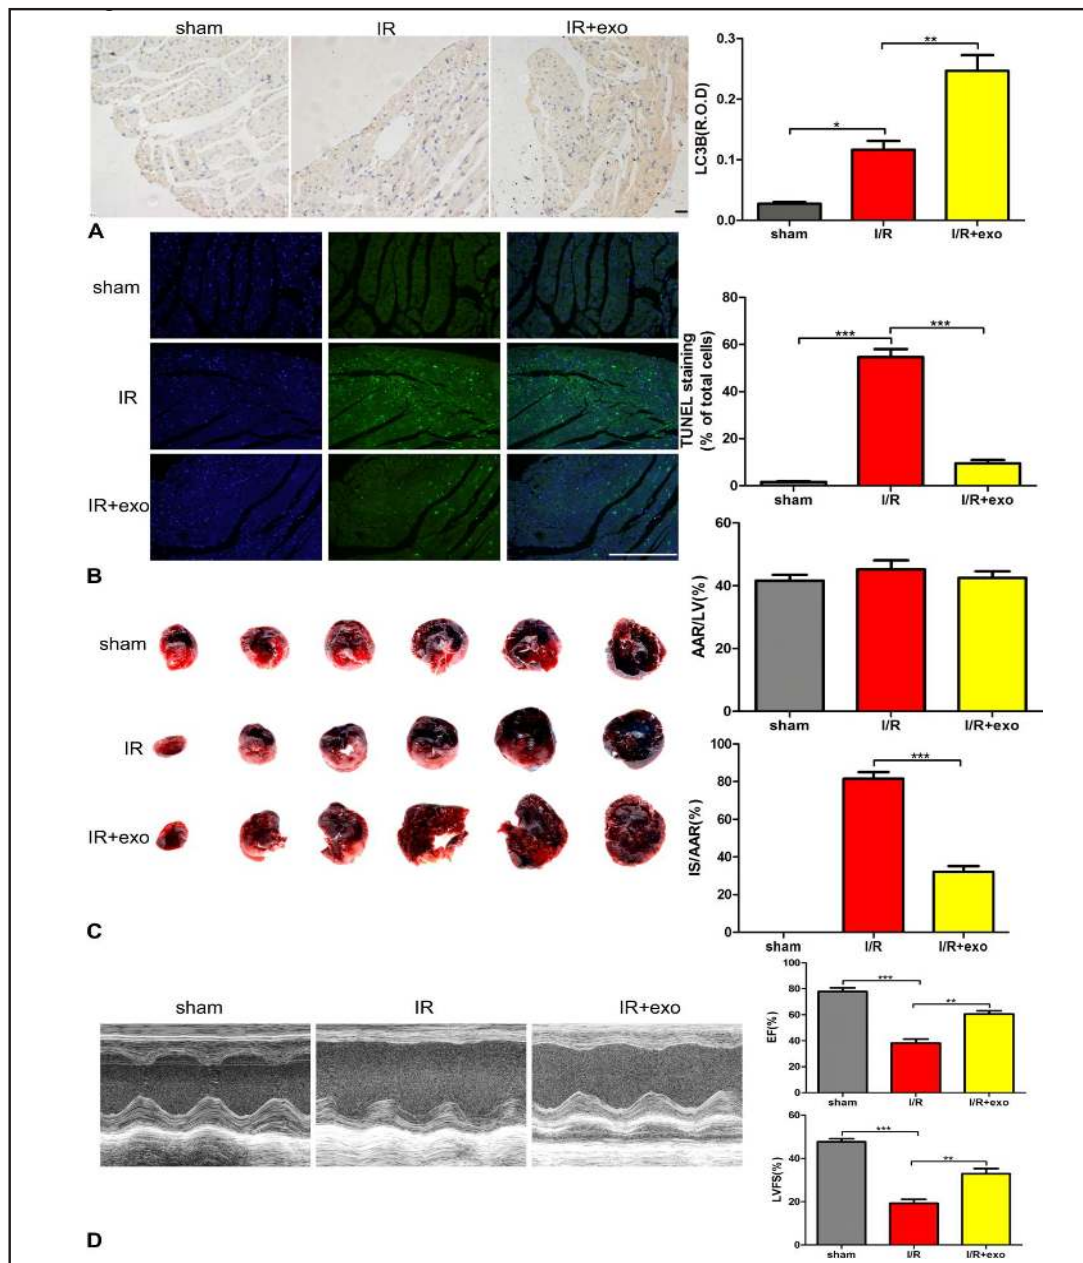 sham IR IR+exo
LC3B(R.O.D)
0.3
0.2
0.1
0.0
* **
sham I/R I/R+exo
A
sham
IR
IR+exo
TUNEL staining
(% of total cells)
80
60
40
20
0
*** ***
sham I/R I/R+exo
B
sham
IR
IR+exo
AAR/LV(%)
60
40
20
0
sham I/R I/R+exo
IS/AAR(%)
100
80
60
40
20
0
***
sham I/R I/R+exo
C
sham IR IR+exo
EF(%)
100
80
60
40
20
0
*** **
sham I/R I/R+exo
LVFS(%)
60
40
20
0
*** **
sham I/R I/R+exo
D